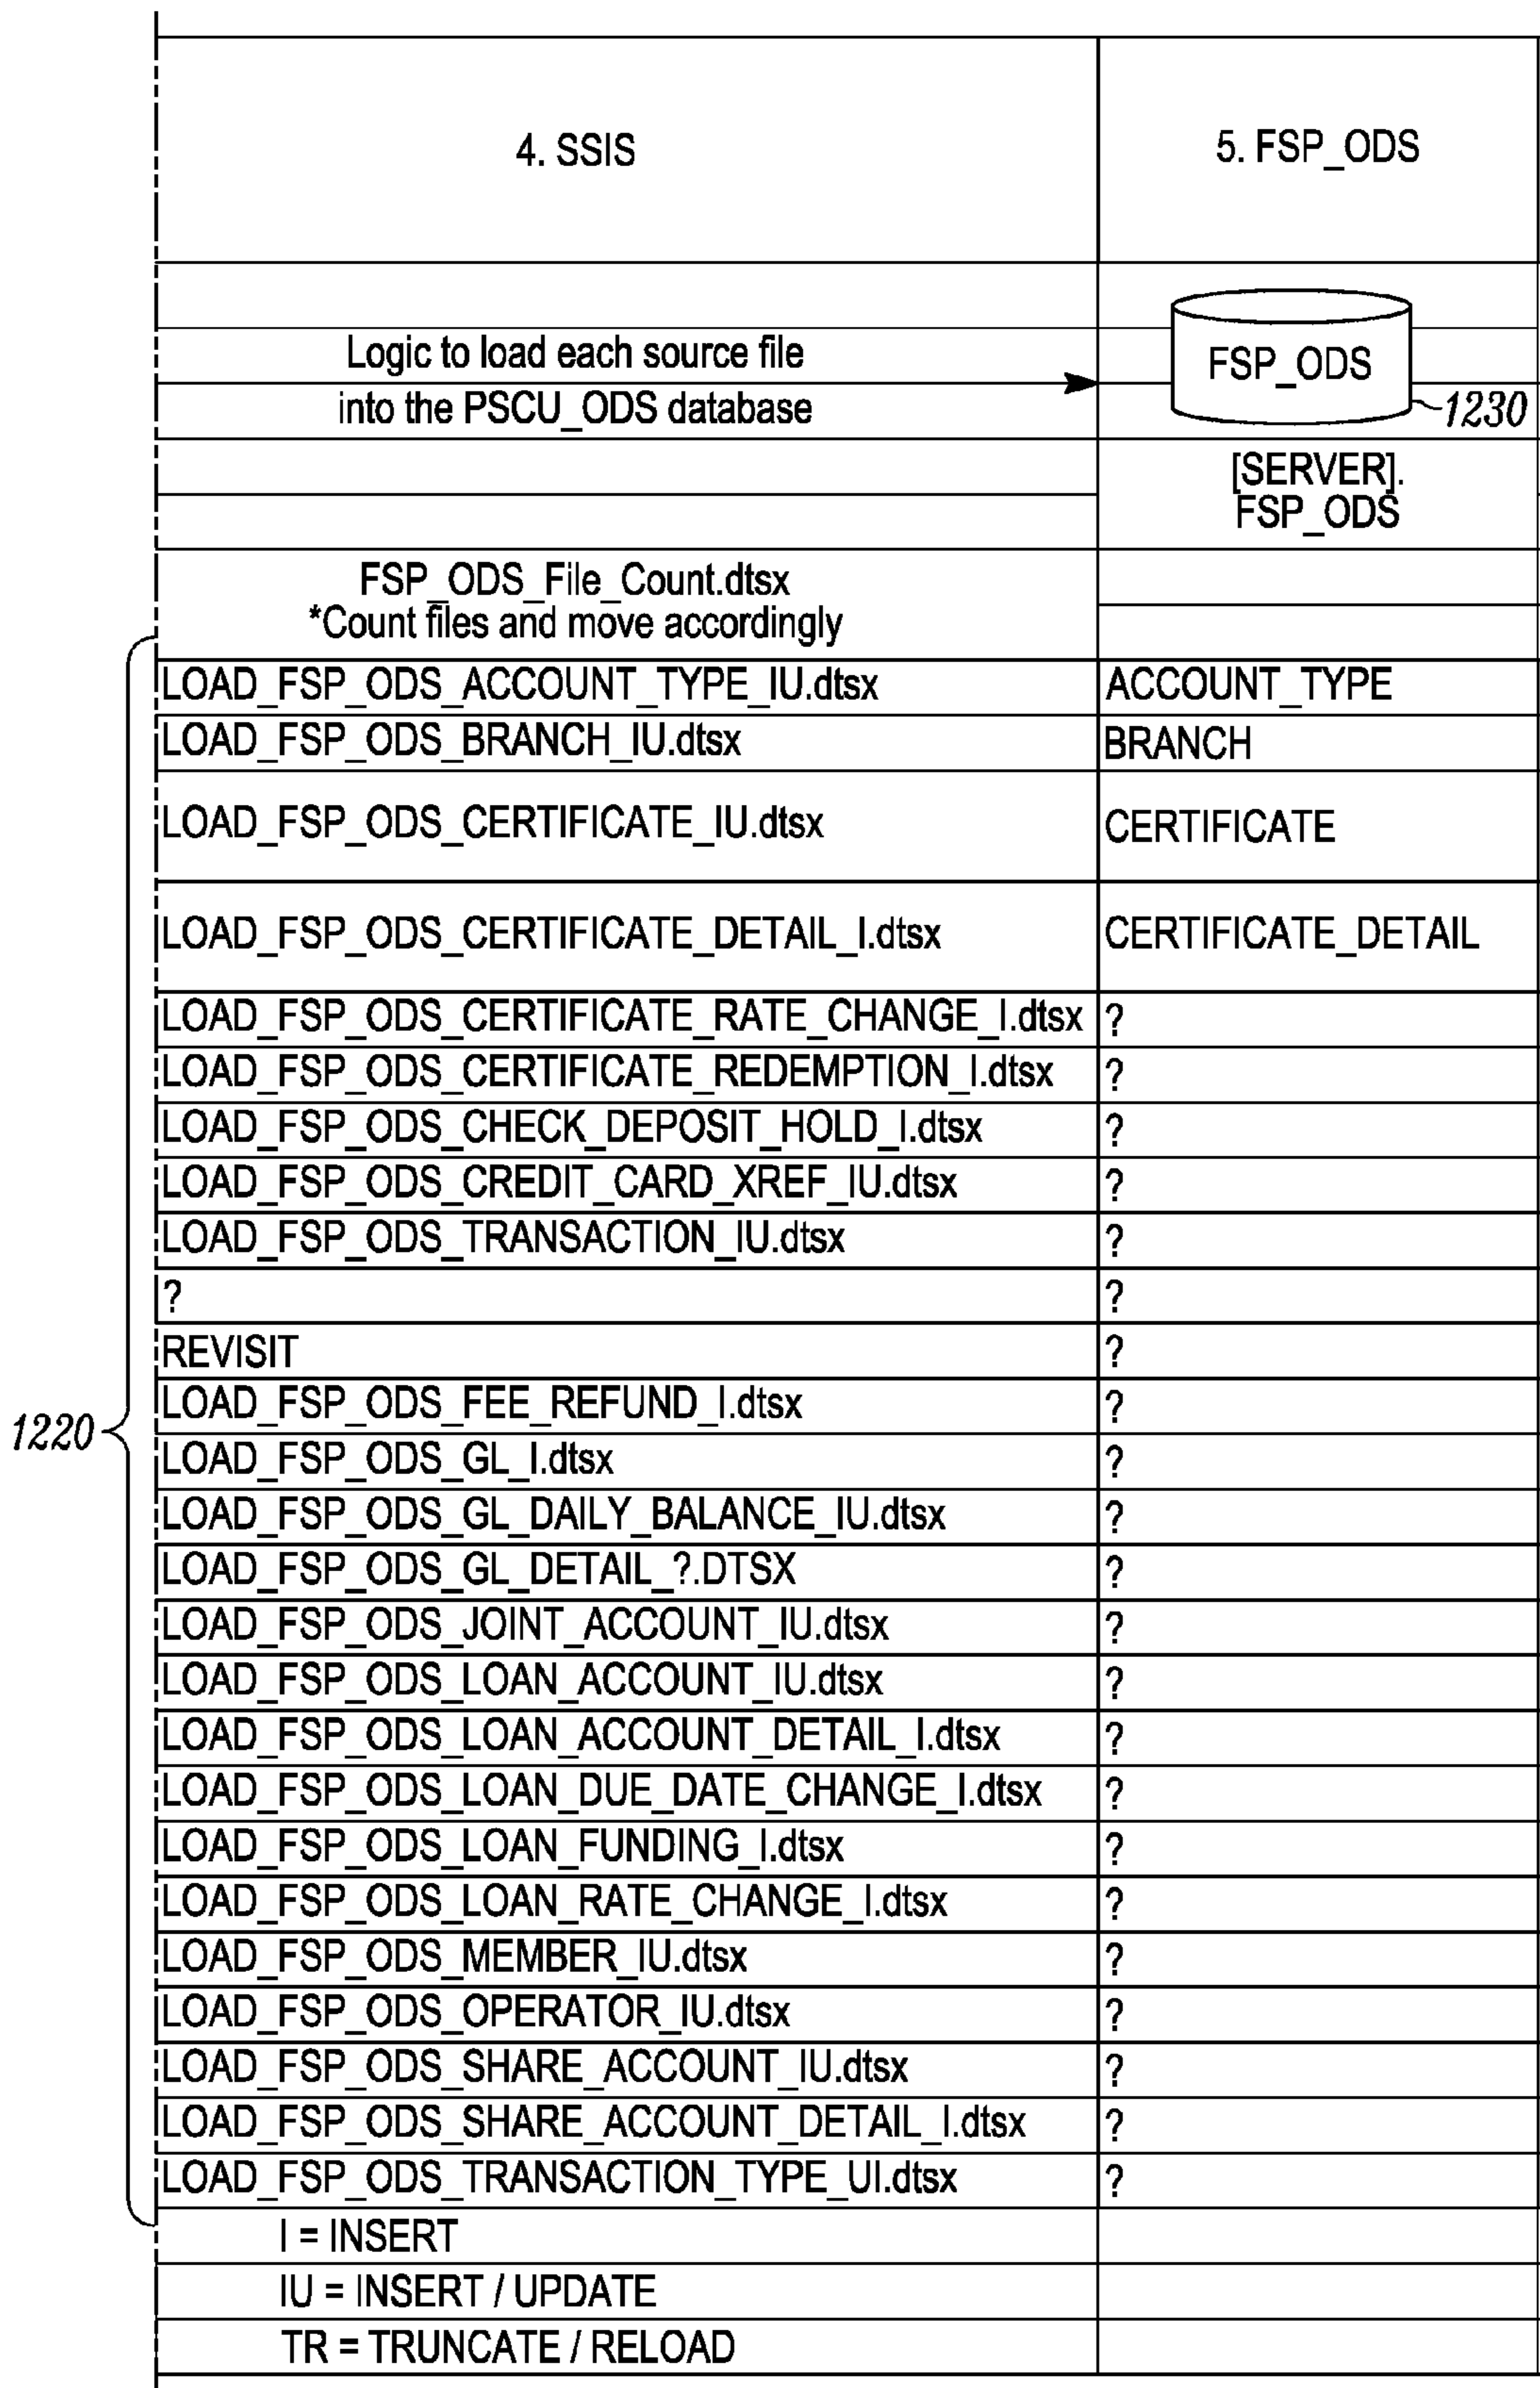 4. SSIS
5. FSP_ODS
Logic to load each source file
into the PSCU_ODS database
FSP_ODS
1230
[SERVER].
FSP_ODS
FSP_ODS_File_Count.dtsx
*Count files and move accordingly
LOAD_FSP_ODS_ACCOUNT_TYPE_IU.dtsx ACCOUNT_TYPE
LOAD_FSP_ODS_BRANCH_IU.dtsx BRANCH
LOAD_FSP_ODS_CERTIFICATE_IU.dtsx CERTIFICATE
LOAD_FSP_ODS_CERTIFICATE_DETAIL_I.dtsx CERTIFICATE_DETAIL
LOAD_FSP_ODS_CERTIFICATE_RATE_CHANGE_I.dtsx ?
LOAD_FSP_ODS_CERTIFICATE_REDEMPTION_I.dtsx ?
LOAD_FSP_ODS_CHECK_DEPOSIT_HOLD_I.dtsx ?
LOAD_FSP_ODS_CREDIT_CARD_XREF_IU.dtsx ?
LOAD_FSP_ODS_TRANSACTION_IU.dtsx ?
? ?
REVISIT ?
LOAD_FSP_ODS_FEE_REFUND_I.dtsx ?
1220
LOAD_FSP_ODS_GL_I.dtsx ?
LOAD_FSP_ODS_GL_DAILY_BALANCE_IU.dtsx ?
LOAD_FSP_ODS_GL_DETAIL_?.DTSX ?
LOAD_FSP_ODS_JOINT_ACCOUNT_IU.dtsx ?
LOAD_FSP_ODS_LOAN_ACCOUNT_IU.dtsx ?
LOAD_FSP_ODS_LOAN_ACCOUNT_DETAIL_I.dtsx ?
LOAD_FSP_ODS_LOAN_DUE_DATE_CHANGE_I.dtsx ?
LOAD_FSP_ODS_LOAN_FUNDING_I.dtsx ?
LOAD_FSP_ODS_LOAN_RATE_CHANGE_I.dtsx ?
LOAD_FSP_ODS_MEMBER_IU.dtsx ?
LOAD_FSP_ODS_OPERATOR_IU.dtsx ?
LOAD_FSP_ODS_SHARE_ACCOUNT_IU.dtsx ?
LOAD_FSP_ODS_SHARE_ACCOUNT_DETAIL_I.dtsx ?
LOAD_FSP_ODS_TRANSACTION_TYPE_UI.dtsx ?
I = INSERT
IU = INSERT / UPDATE
TR = TRUNCATE / RELOAD